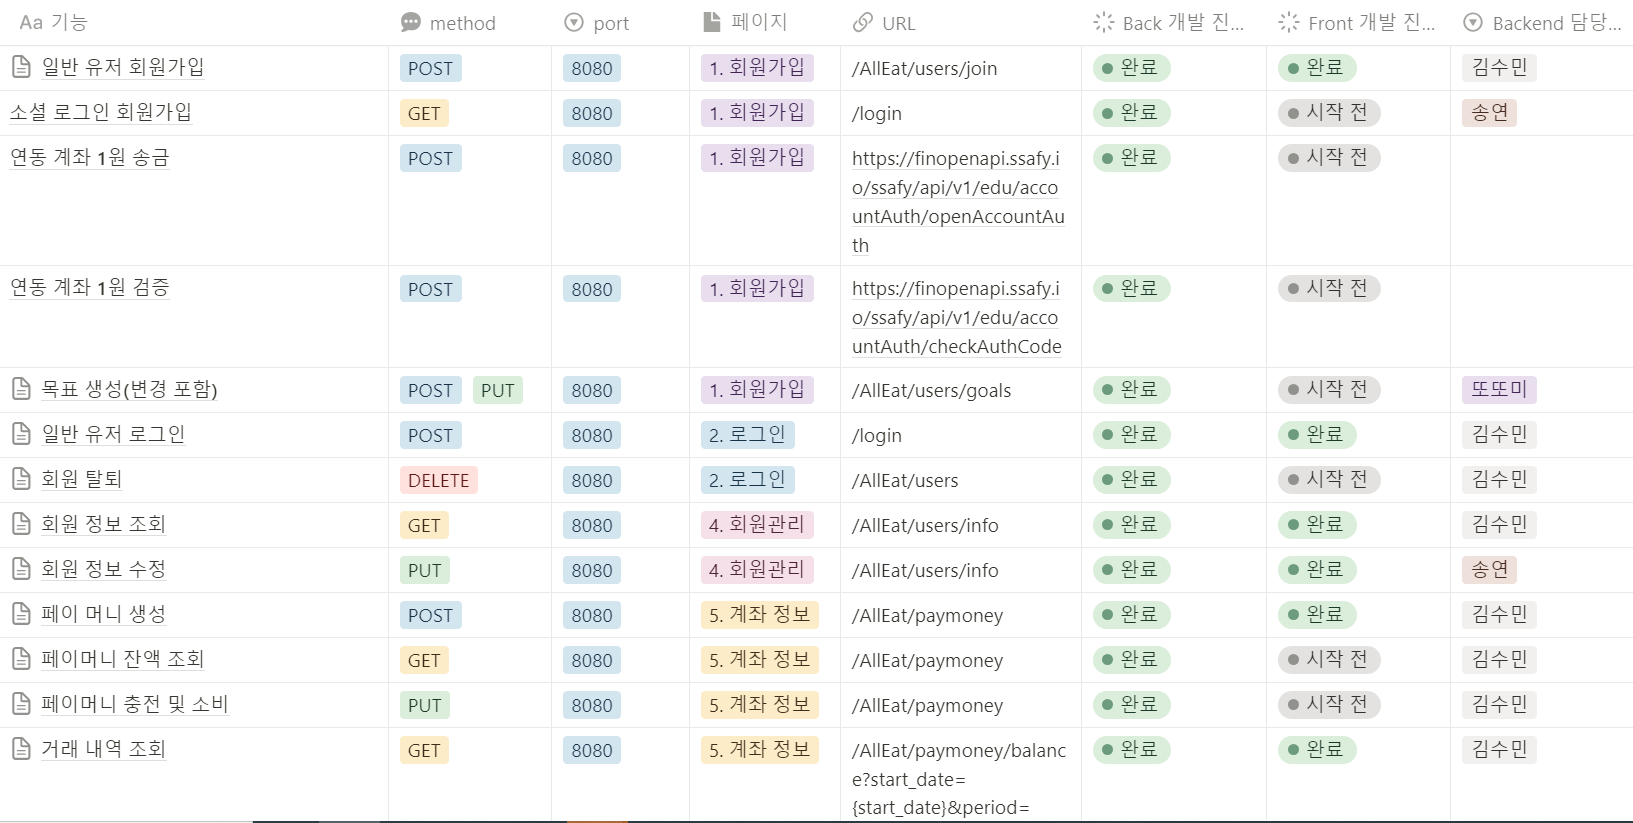 Aa 기능 method port 페이지 URL Back 개발 진... Front 개발 진... Backend 담당...
일반 유저 회원가입 POST 8080 1. 회원가입 /AllEat/users/join 완료 완료 김수민
소셜 로그인 회원가입 GET 8080 1. 회원가입 /login 완료 시작 전 송연
연동 계좌 1원 송금 POST 8080 1. 회원가입 https://finopenapi.ssafy.i 완료 시작 전
o/ssafy/api/v1/edu/acco
untAuth/openAccountAu
th
연동 계좌 1원 검증 POST 8080 1. 회원가입 https://finopenapi.ssafy.i 완료 시작 전
o/ssafy/api/v1/edu/acco
untAuth/checkAuthCode
목표 생성(변경 포함) POST PUT 8080 1. 회원가입 /AllEat/users/goals 완료 시작 전 또또미
일반 유저 로그인 POST 8080 2. 로그인 /login 완료 완료 김수민
회원 탈퇴 DELETE 8080 2. 로그인 /AllEat/users 완료 시작 전 김수민
회원 정보 조회 GET 8080 4. 회원관리 /AllEat/users/info 완료 완료 김수민
회원 정보 수정 PUT 8080 4. 회원관리 /AllEat/users/info 완료 완료 송연
페이 머니 생성 POST 8080 5. 계좌 정보 /AllEat/paymoney 완료 완료 김수민
페이머니 잔액 조회 GET 8080 5. 계좌 정보 /AllEat/paymoney 완료 시작 전 김수민
페이머니 충전 및 소비 PUT 8080 5. 계좌 정보 /AllEat/paymoney 완료 시작 전 김수민
거래 내역 조회 GET 8080 5. 계좌 정보 /AllEat/paymoney/balanc 완료 완료 김수민
e?start_date=
{start_date}&period=